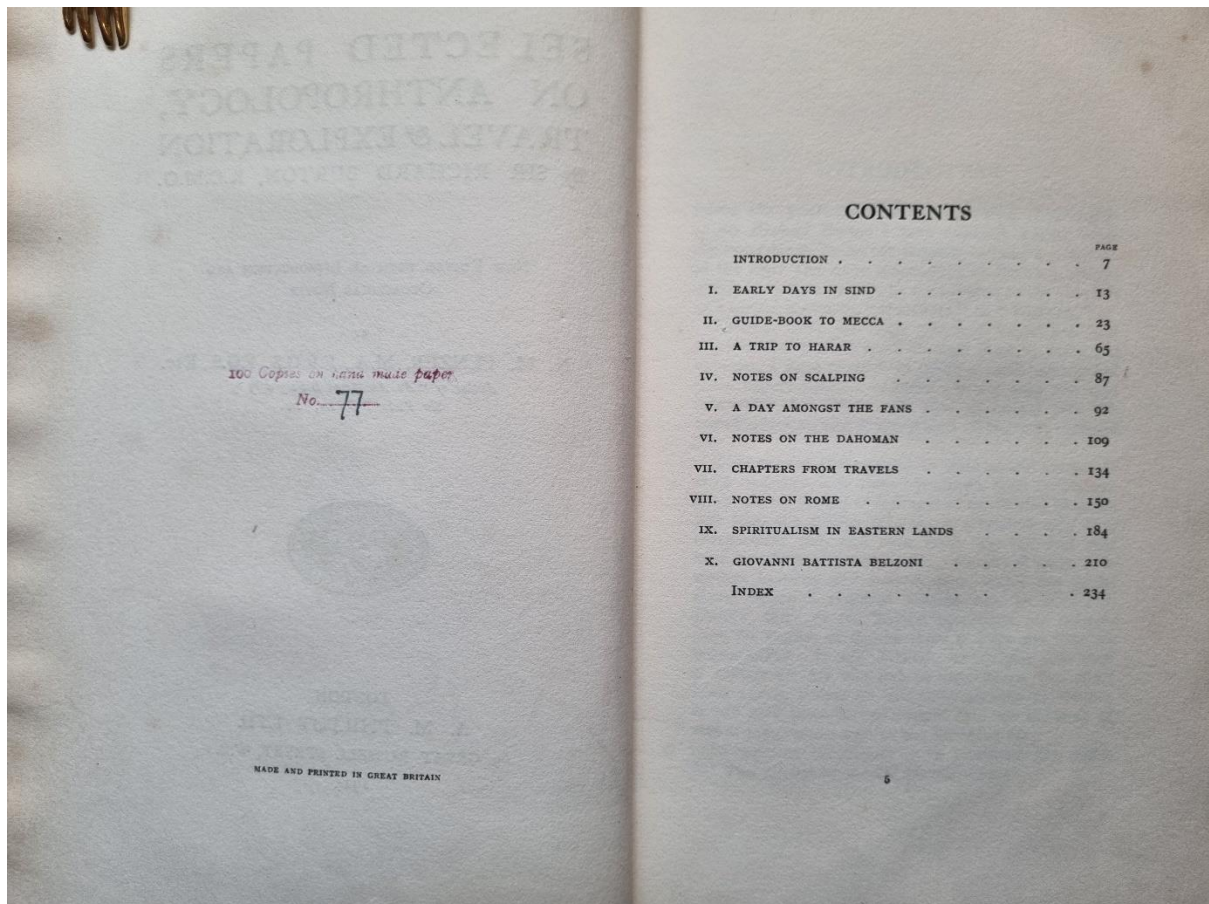 100 Copies on hand made paper
No. 77
MADE AND PRINTED IN GREAT BRITAIN
CONTENTS
PAGE
INTRODUCTION . . . . . . . . . 7
I. EARLY DAYS IN SIND . . . . . . . 13
II. GUIDE-BOOK TO MECCA . . . . . . . 23
III. A TRIP TO HARAR . . . . . . . . 65
IV. NOTES ON SCALPING . . . . . . . 87
V. A DAY AMONGST THE FANS . . . . . . 92
VI. NOTES ON THE DAHOMAN . . . . . . 109
VII. CHAPTERS FROM TRAVELS . . . . . . 134
VIII. NOTES ON ROME . . . . . . . . 150
IX. SPIRITUALISM IN EASTERN LANDS . . . . 184
X. GIOVANNI BATTISTA BELZONI . . . . . 210
INDEX . . . . . . . . 234
5